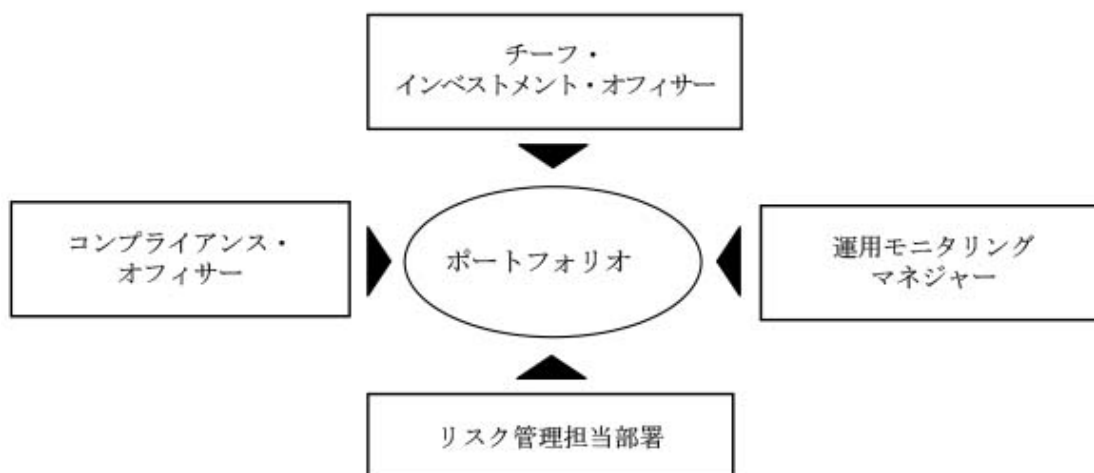 チーフ・
インベストメント・オフィサー
コンプライアンス・
オフィサー
ポートフォリオ
運用モニタリング
マネジャー
リスク管理担当部署